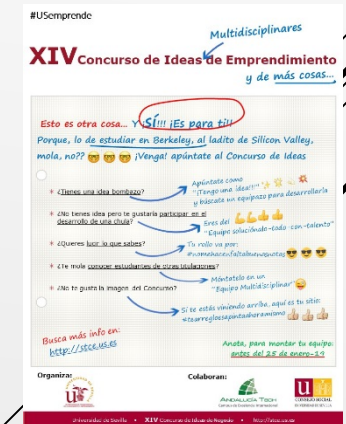 #USemprende
Multidisciplinares
XIV Concurso de Ideas de Emprendimiento
y de más cosas...
Esto es otra cosa... Y ¡SÍ!!! ¡Es para ti!!
Porque, lo de estudiar en Berkeley, al ladito de Silicon Valley,
mola, no?? 🤓 🤓 🤓 ¡Venga! apúntate al Concurso de Ideas
¿Tienes una idea bombazo?
Apúntate como
"¡Tengo una idea!!"
y búscate un equipazo para desarrollarla
¿No tienes idea pero te gustaría participar en el
desarrollo de una chula?
Eres del 💪💪👍👍
"Equipo soluciónalo-todo-con-talento"
¿Quieres lucir lo que sabes?
Tu rollo va por:
😎 😎 😎
¿Te mola conocer estudiantes de otras titulaciones?
Móntatelo en un
"Equipo Multidisciplinar" 😜
¿No te gusta la imagen del Concurso?
Si te estás viniendo arriba, aquí es tu sitio:
👍👍👍
Busca más info en:
http://stce.us.es
Anota, para montar tu equipo:
antes del 25 de enero-19
Organiza:
Colaboran:
ANDALUCÍA TECH
CONSEJO SOCIAL
Universidad de Sevilla • XIV Concurso de Ideas de Negocio • http://stce.us.es